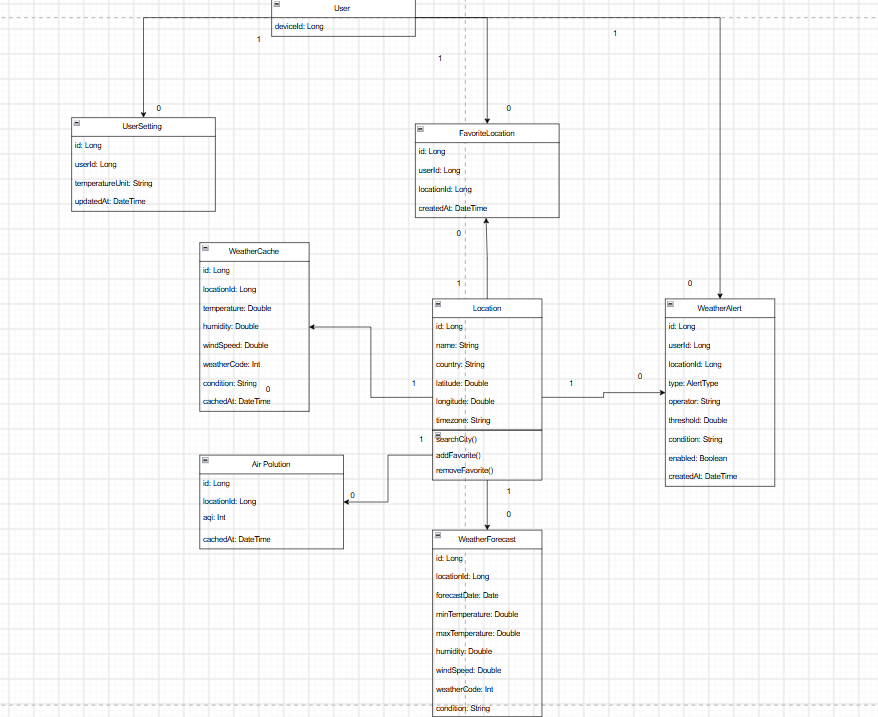 User
deviceId: Long
1
1
1
0
0
UserSetting
id: Long
userId: Long
temperatureUnit: String
updatedAt: DateTime
FavoriteLocation
id: Long
userId: Long
locationId: Long
createdAt: DateTime
0
1
0
WeatherCache
id: Long
locationId: Long
temperature: Double
humidity: Double
windSpeed: Double
weatherCode: Int
condition: String
0
cachedAt: DateTime
1
Location
id: Long
name: String
country: String
latitude: Double
longitude: Double
timezone: String
searchCity()
addFavorite()
removeFavorite()
1
0
WeatherAlert
id: Long
userId: Long
locationId: Long
type: AlertType
operator: String
threshold: Double
condition: String
enabled: Boolean
createdAt: DateTime
1
0
Air Polution
id: Long
locationId: Long
aqi: Int
cachedAt: DateTime
1
0
WeatherForecast
id: Long
locationId: Long
forecastDate: Date
minTemperature: Double
maxTemperature: Double
humidity: Double
windSpeed: Double
weatherCode: Int
condition: String